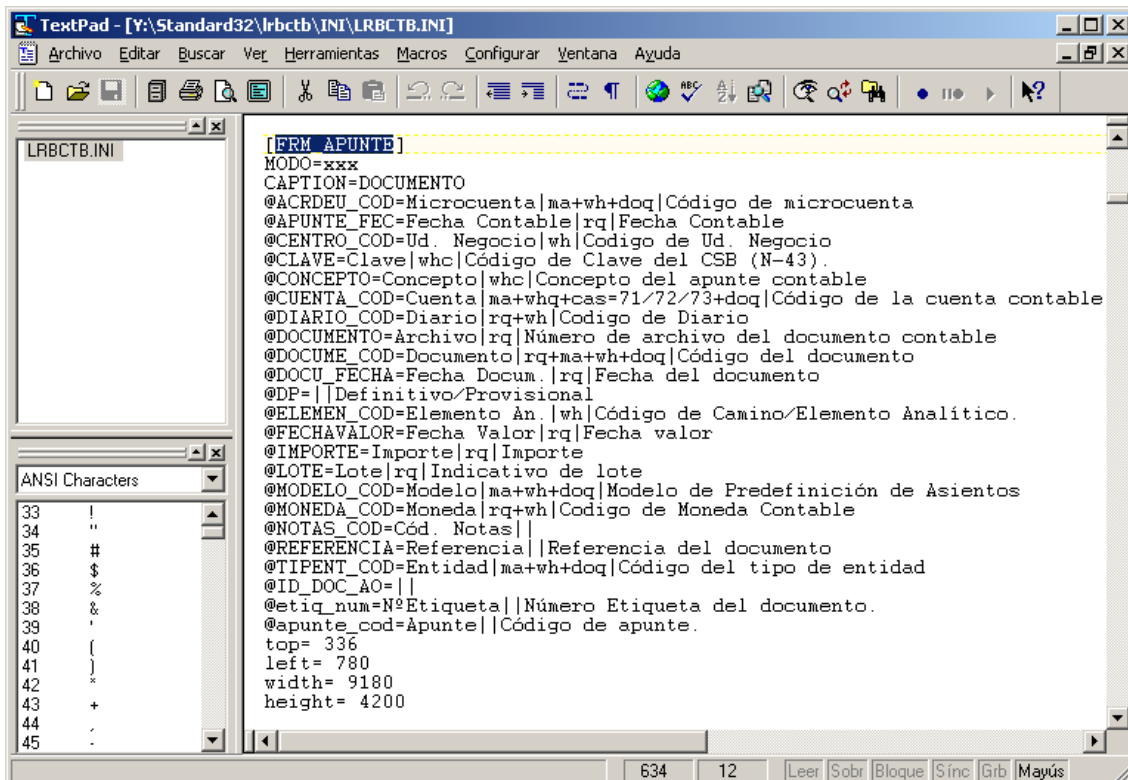 TextPad - [Y:\Standard32\lrbctb\INI\LRBCTB.INI]
Archivo Editar Buscar Ver Herramientas Macros Configurar Ventana Ayuda
LRBCTB.INI
[FRM_APUNTE]
MODO=xxx
CAPTION=DOCUMENTO
@ACRDEU_COD=Microcuenta|ma+wh+doq|Código de microcuenta
@APUNTE_FEC=Fecha Contable|rq|Fecha Contable
@CENTRO_COD=Ud. Negocio|wh|Codigo de Ud. Negocio
@CLAVE=Clave|whc|Código de Clave del CSB (N-43).
@CONCEPTO=Concepto|whc|Concepto del apunte contable
@CUENTA_COD=Cuenta|ma+whq+cas=71/72/73+doq|Código de la cuenta contable
@DIARIO_COD=Diario|rq+wh|Codigo de Diario
@DOCUMENTO=Archivo|rq|Número de archivo del documento contable
@DOCUME_COD=Documento|rq+ma+wh+doq|Código del documento
@DOCU_FECHA=Fecha Docum.|rq|Fecha del documento
@DP=||Definitivo/Provisional
@ELEMEN_COD=Elemento An.|wh|Código de Camino/Elemento Analítico.
@FECHAVALOR=Fecha Valor|rq|Fecha valor
@IMPORTE=Importe|rq|Importe
@LOTE=Lote|rq|Indicativo de lote
@MODELO_COD=Modelo|ma+wh+doq|Modelo de Predefinición de Asientos
@MONEDA_COD=Moneda|rq+wh|Codigo de Moneda Contable
@NOTAS_COD=Cód. Notas||
@REFERENCIA=Referencia||Referencia del documento
@TIPENT_COD=Entidad|ma+wh+doq|Código del tipo de entidad
@ID_DOC_AO=||
@etiq_num=NºEtiqueta||Número Etiqueta del documento.
@apunte_cod=Apunte||Código de apunte.
top= 336
left= 780
width= 9180
height= 4200
ANSI Characters
33 !
34 "
35 #
36 $
37 %
38 &
39 '
40 (
41 )
42 *
43 +
44 ,
45 -
634 12 Leer Sobr Bloque Sínc Grb Mayús